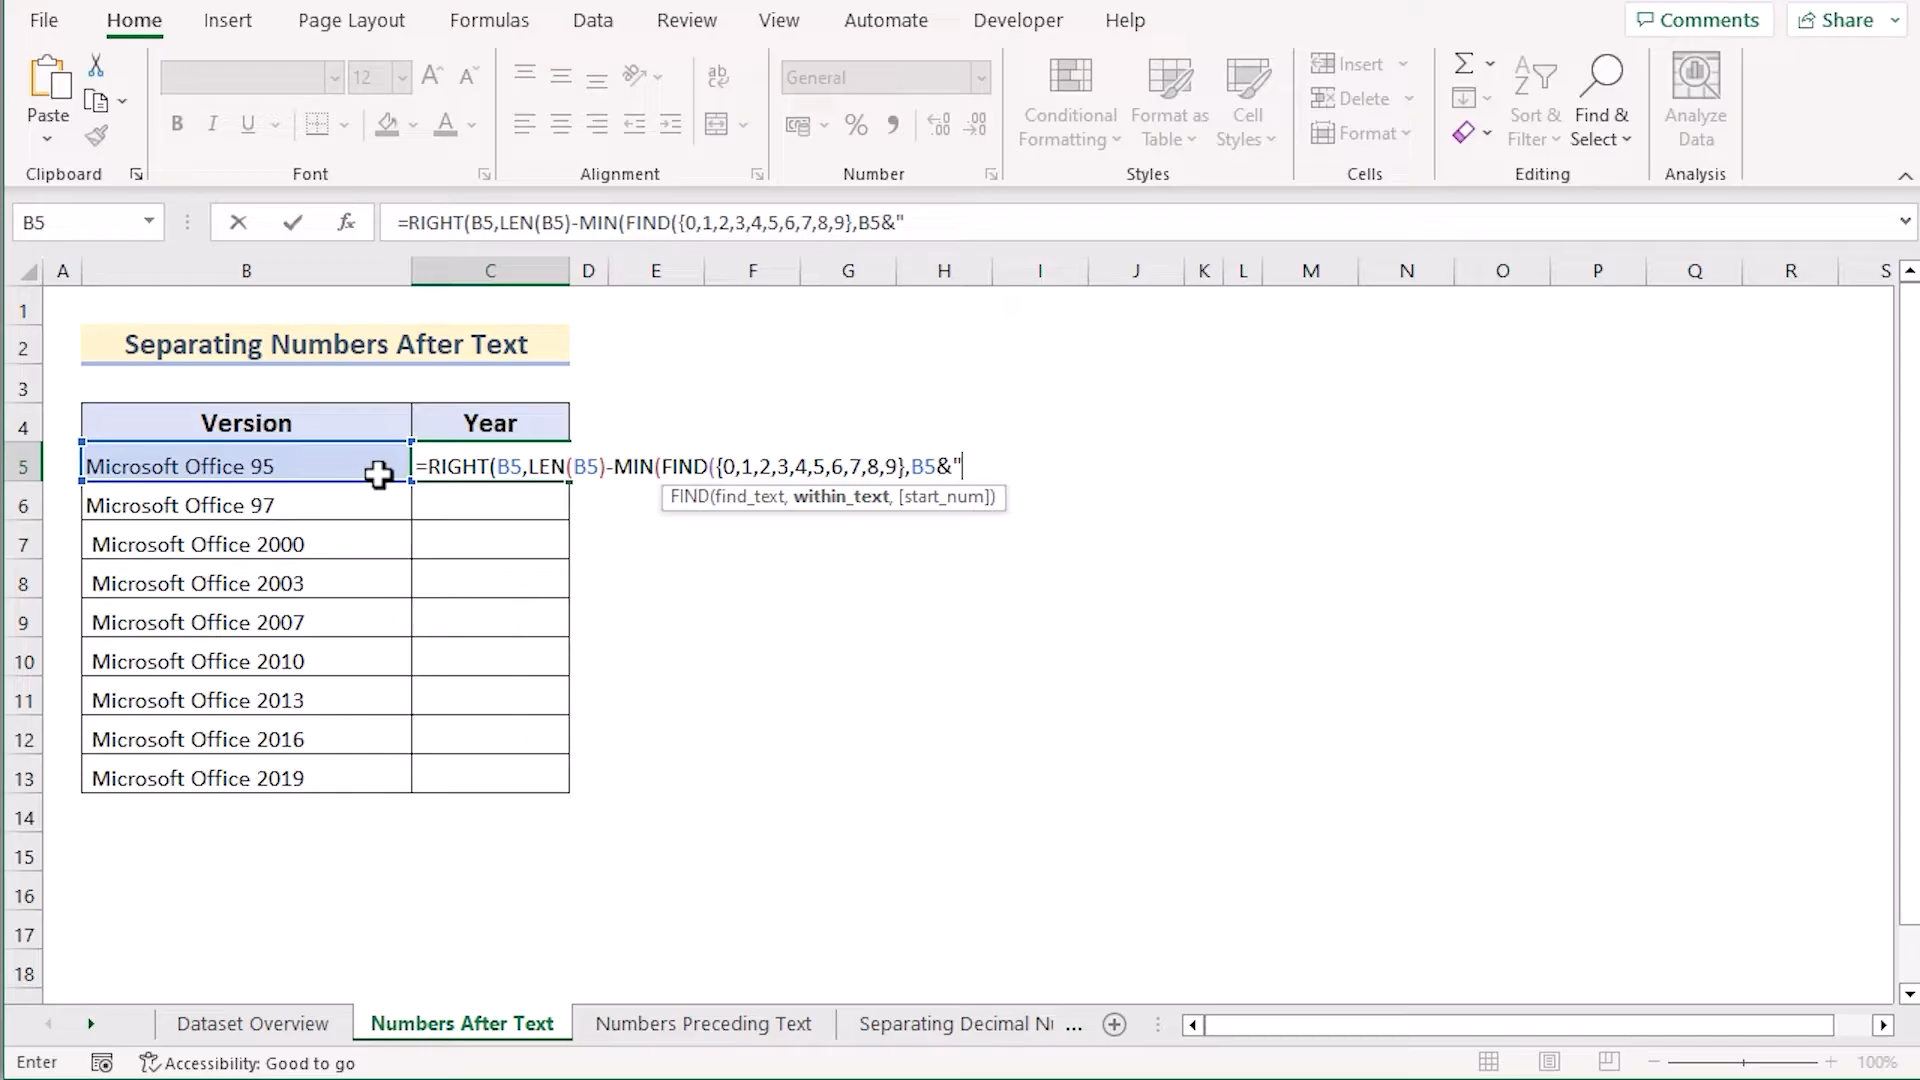 File Home Insert Page Layout Formulas Data Review View Automate Developer Help Comments Share
Paste
12
General
Conditional Formatting
Format as Table
Cell Styles
Insert
Delete
Format
Sort & Filter
Find & Select
Analyze Data
B I U A
Clipboard Font Alignment Number Styles Cells Editing Analysis
B5 fx =RIGHT(B5,LEN(B5)-MIN(FIND({0,1,2,3,4,5,6,7,8,9},B5&"
A B C D E F G H I J K L M N O P Q R S
1
2 Separating Numbers After Text
3
4 Version Year
5 Microsoft Office 95 =RIGHT(B5,LEN(B5)-MIN(FIND({0,1,2,3,4,5,6,7,8,9},B5&"
FIND(find_text, within_text, [start_num])
6 Microsoft Office 97
7 Microsoft Office 2000
8 Microsoft Office 2003
9 Microsoft Office 2007
10 Microsoft Office 2010
11 Microsoft Office 2013
12 Microsoft Office 2016
13 Microsoft Office 2019
14
15
16
17
18
Dataset Overview Numbers After Text Numbers Preceding Text Separating Decimal ...
Enter Accessibility: Good to go 100%